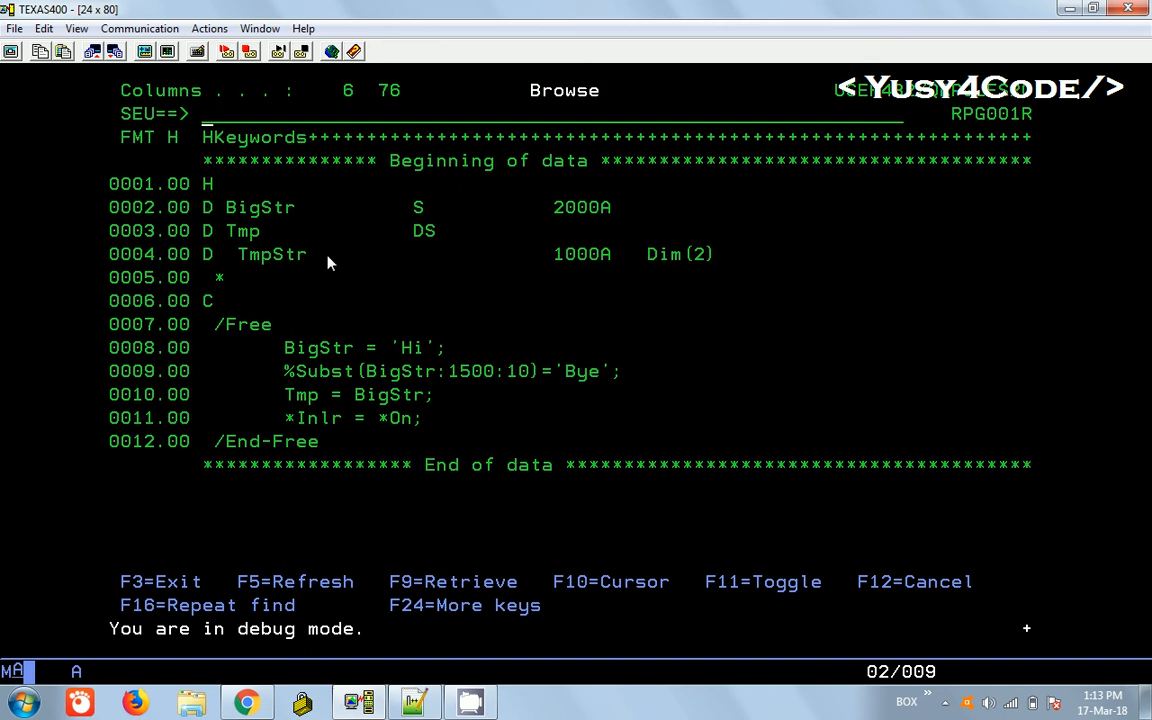 TEXAS400 - [24 x 80]
File Edit View Communication Actions Window Help
Columns . . . : 6 76 Browse
<Yusy4Code/>
SEU==> RPG001R
FMT H HKeywords++++++++++++++++++++++++++++++++++++++++++++++++++++++++++++++
*************** Beginning of data *************************************
0001.00 H
0002.00 D BigStr S 2000A
0003.00 D Tmp DS
0004.00 D TmpStr 1000A Dim(2)
0005.00 *
0006.00 C
0007.00 /Free
0008.00 BigStr = 'Hi';
0009.00 %Subst(BigStr:1500:10)='Bye';
0010.00 Tmp = BigStr;
0011.00 *Inlr = *On;
0012.00 /End-Free
****************** End of data ****************************************
F3=Exit F5=Refresh F9=Retrieve F10=Cursor F11=Toggle F12=Cancel
F16=Repeat find F24=More keys
You are in debug mode. +
MA A 02/009
BOX » 1:13 PM
17-Mar-18